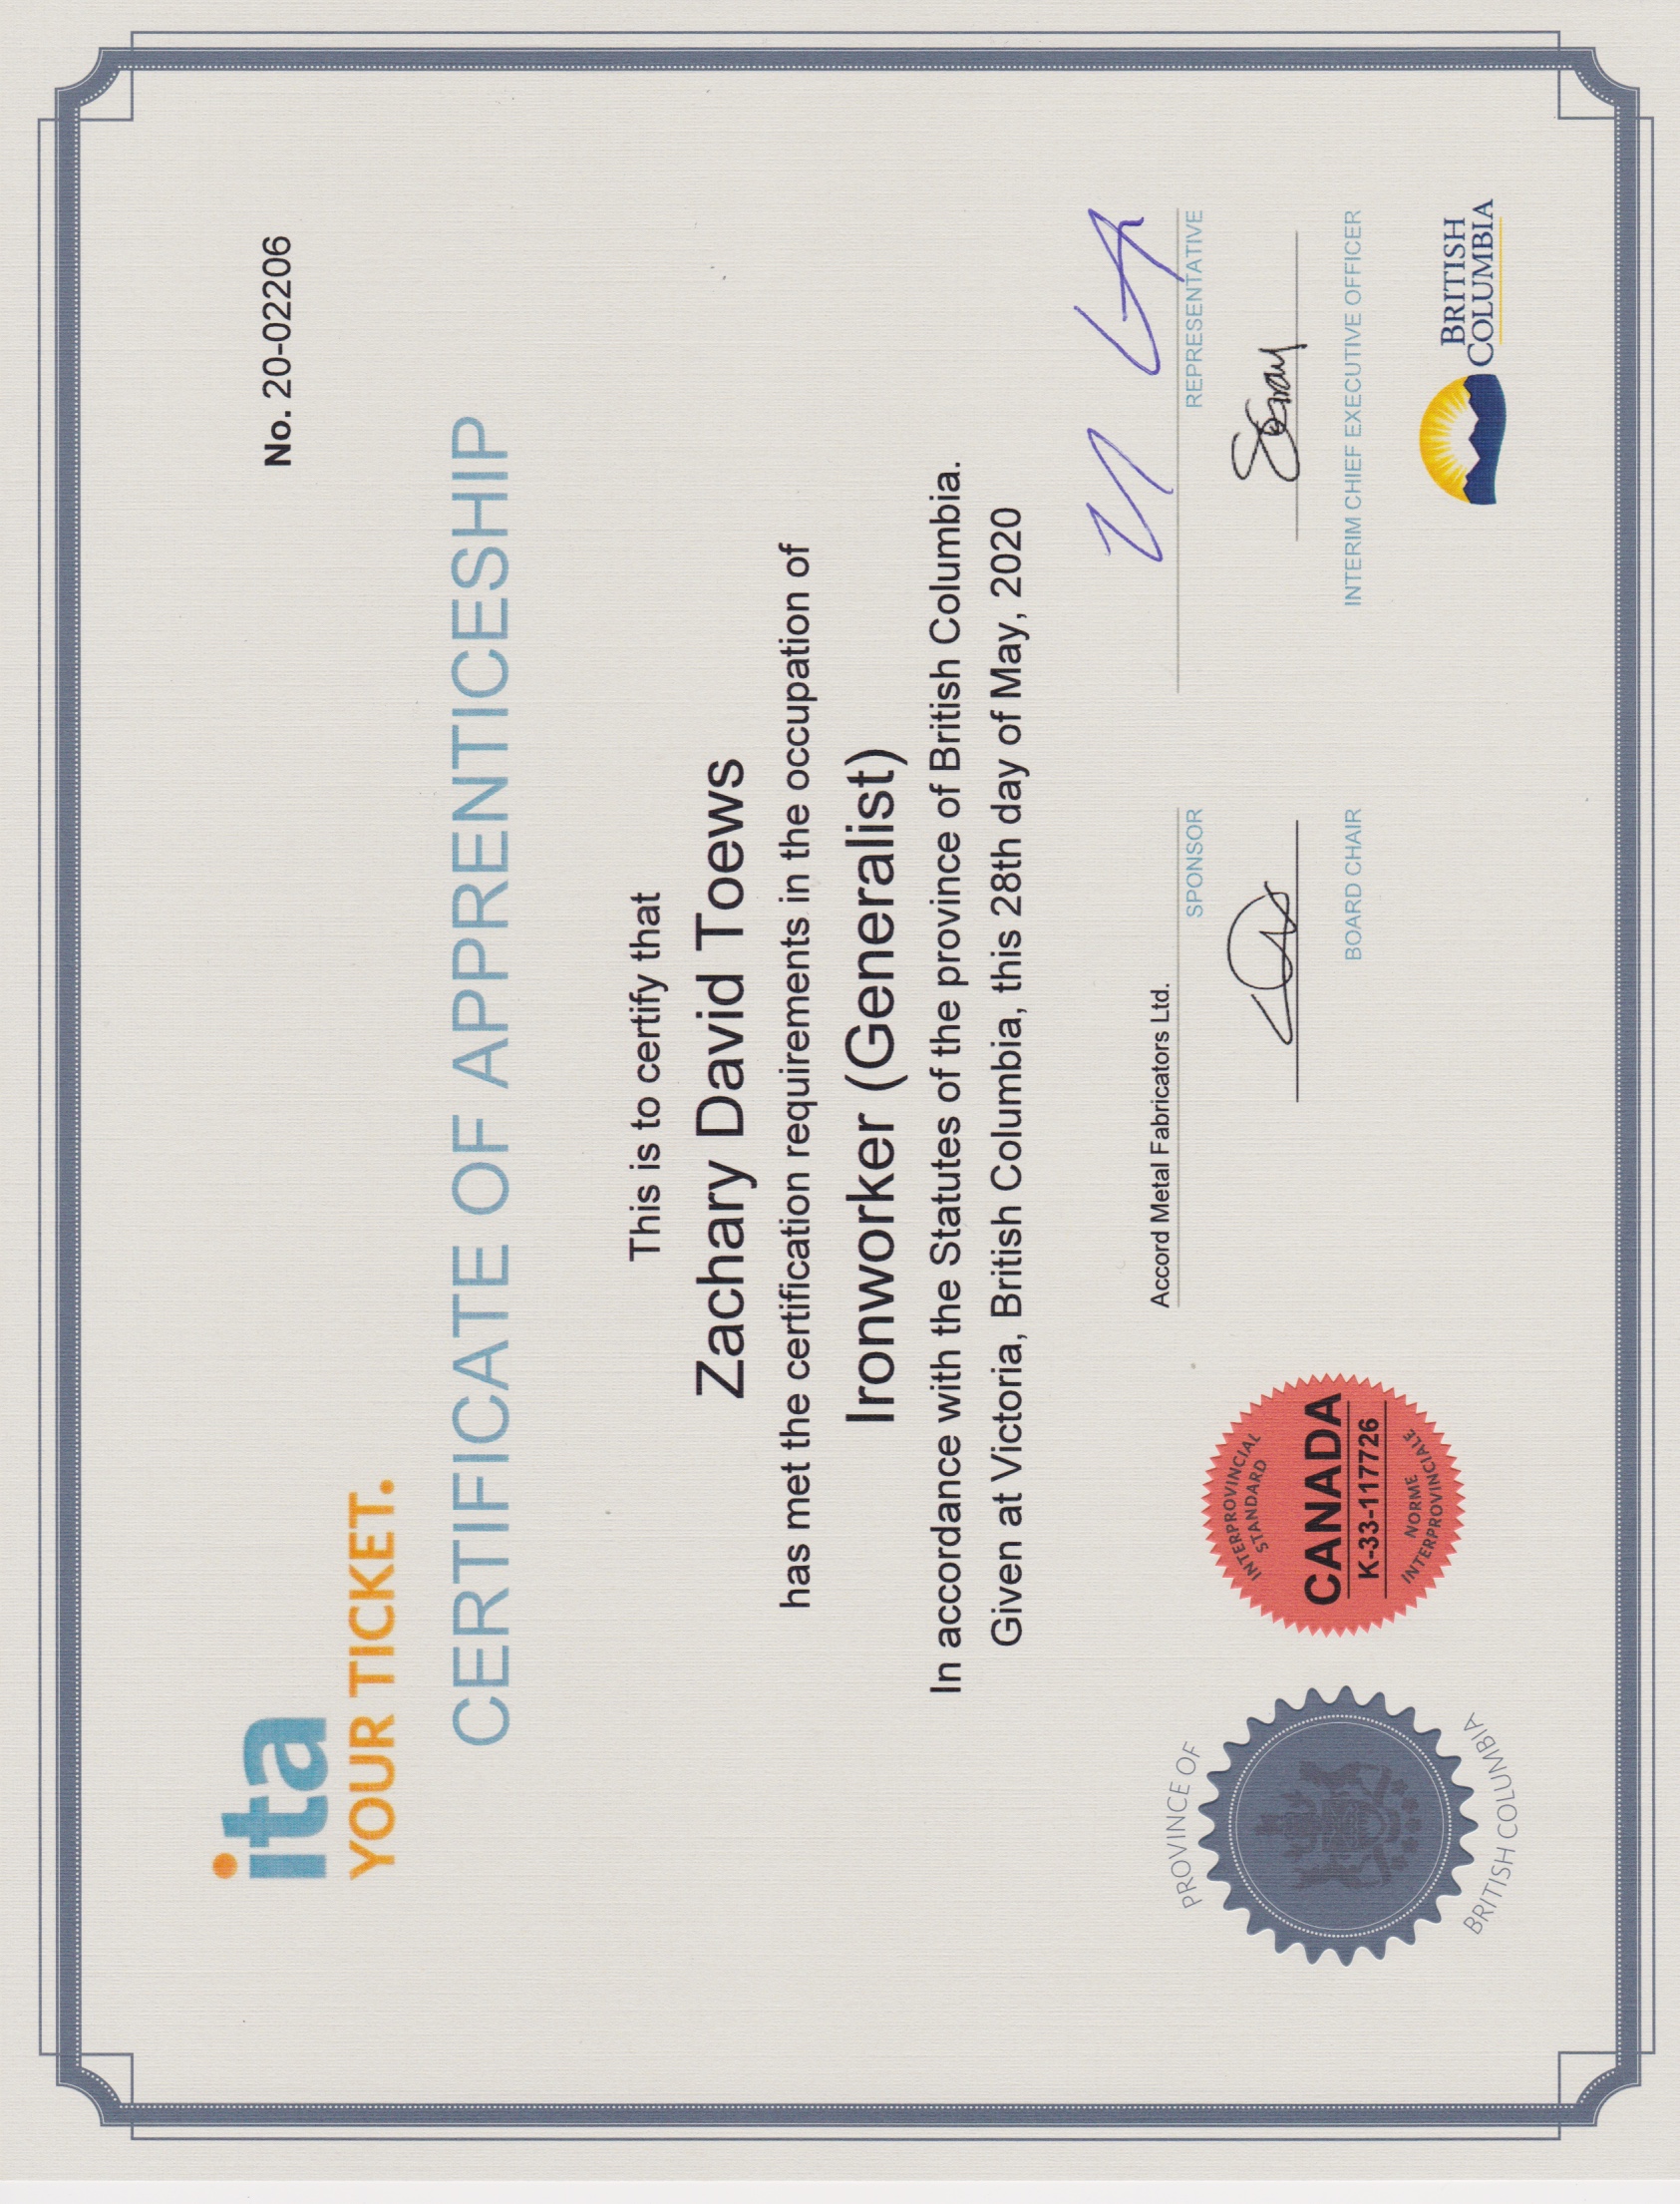 ita
YOUR TICKET.
No. 20-02206
CERTIFICATE OF APPRENTICESHIP
This is to certify that
Zachary David Toews
has met the certification requirements in the occupation of
Ironworker (Generalist)
In accordance with the Statutes of the province of British Columbia.
Given at Victoria, British Columbia, this 28th day of May, 2020
Accord Metal Fabricators Ltd.
SPONSOR
REPRESENTATIVE
BOARD CHAIR
INTERIM CHIEF EXECUTIVE OFFICER
PROVINCE OF
BRITISH COLUMBIA
INTERPROVINCIAL
STANDARD
CANADA
K-33-117726
NORME
INTERPROVINCIALE
BRITISH
COLUMBIA